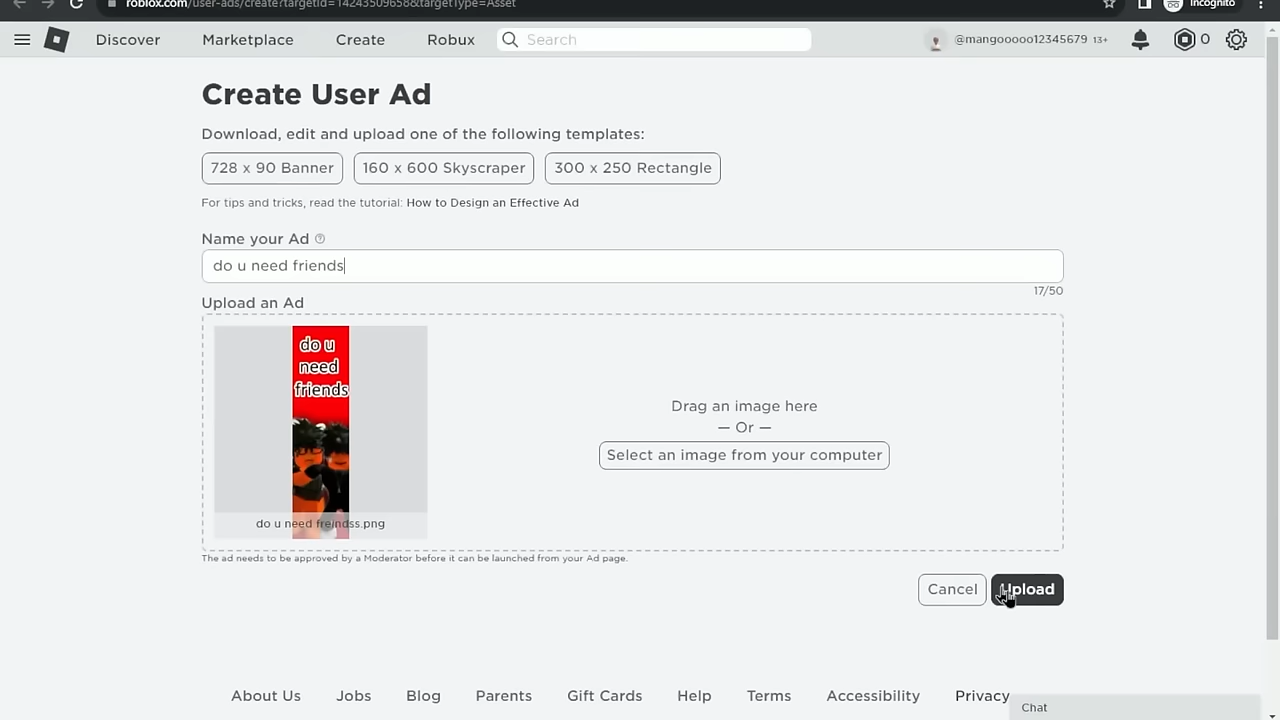 roblox.com/user-ads/create?targetId=14243509658&targetType=Asset
Incognito
Discover
Marketplace
Create
Robux
Search
@mangooooo12345679 13+
0
Create User Ad
Download, edit and upload one of the following templates:
728 x 90 Banner
160 x 600 Skyscraper
300 x 250 Rectangle
For tips and tricks, read the tutorial: How to Design an Effective Ad
Name your Ad
do u need friends
17/50
Upload an Ad
do u
need
friends
do u need freindss.png
Drag an image here
— Or —
Select an image from your computer
The ad needs to be approved by a Moderator before it can be launched from your Ad page.
Cancel
Upload
About Us
Jobs
Blog
Parents
Gift Cards
Help
Terms
Accessibility
Privacy
Chat